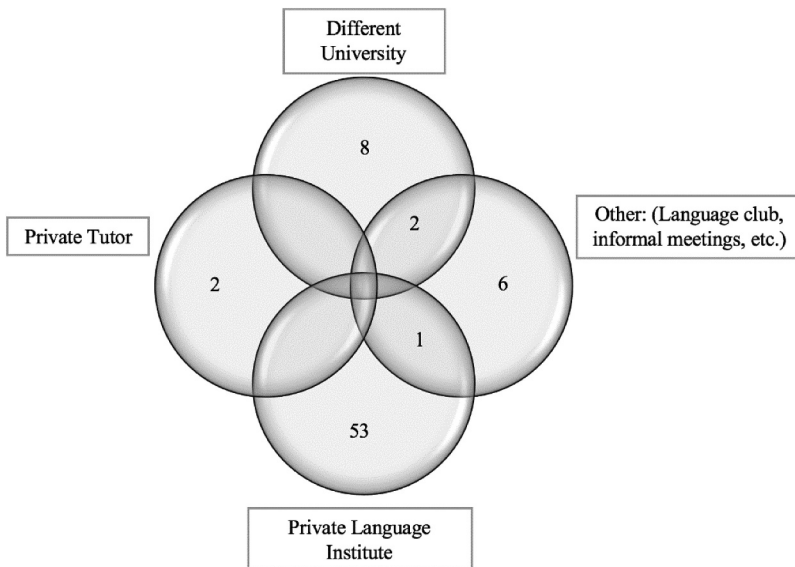 Different
University
8
Private Tutor
2
2
Other: (Language club,
informal meetings, etc.)
6
1
53
Private Language
Institute